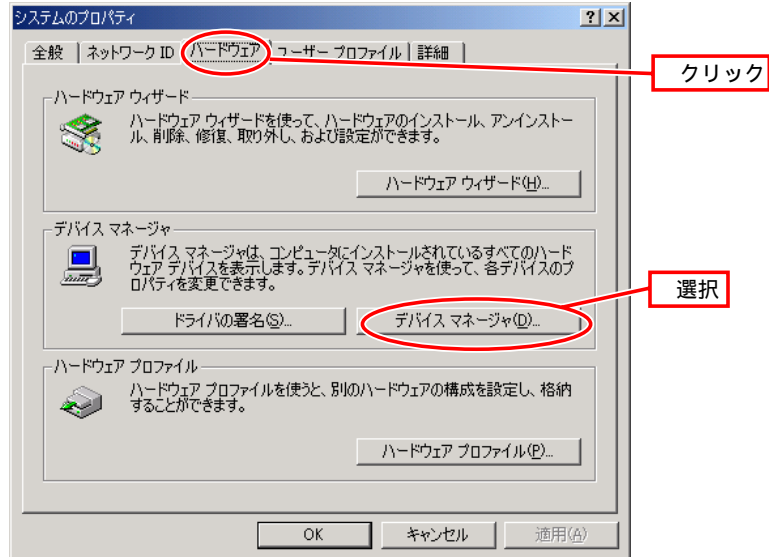 システムのプロパティ
全般
ネットワーク ID
ハードウェア
ユーザー プロファイル
詳細
クリック
ハードウェア ウィザード
ハードウェア ウィザードを使って、ハードウェアのインストール、アンインストー
ル、削除、修復、取り外し、および設定ができます。
ハードウェア ウィザード(H)...
デバイス マネージャ
デバイス マネージャは、コンピュータにインストールされているすべてのハード
ウェア デバイスを表示します。デバイス マネージャを使って、各デバイスのプ
ロパティを変更できます。
選択
ドライバの署名(S)...
デバイス マネージャ(D)...
ハードウェア プロファイル
ハードウェア プロファイルを使うと、別のハードウェアの構成を設定し、格納
することができます。
ハードウェア プロファイル(P)...
OK
キャンセル
適用(A)